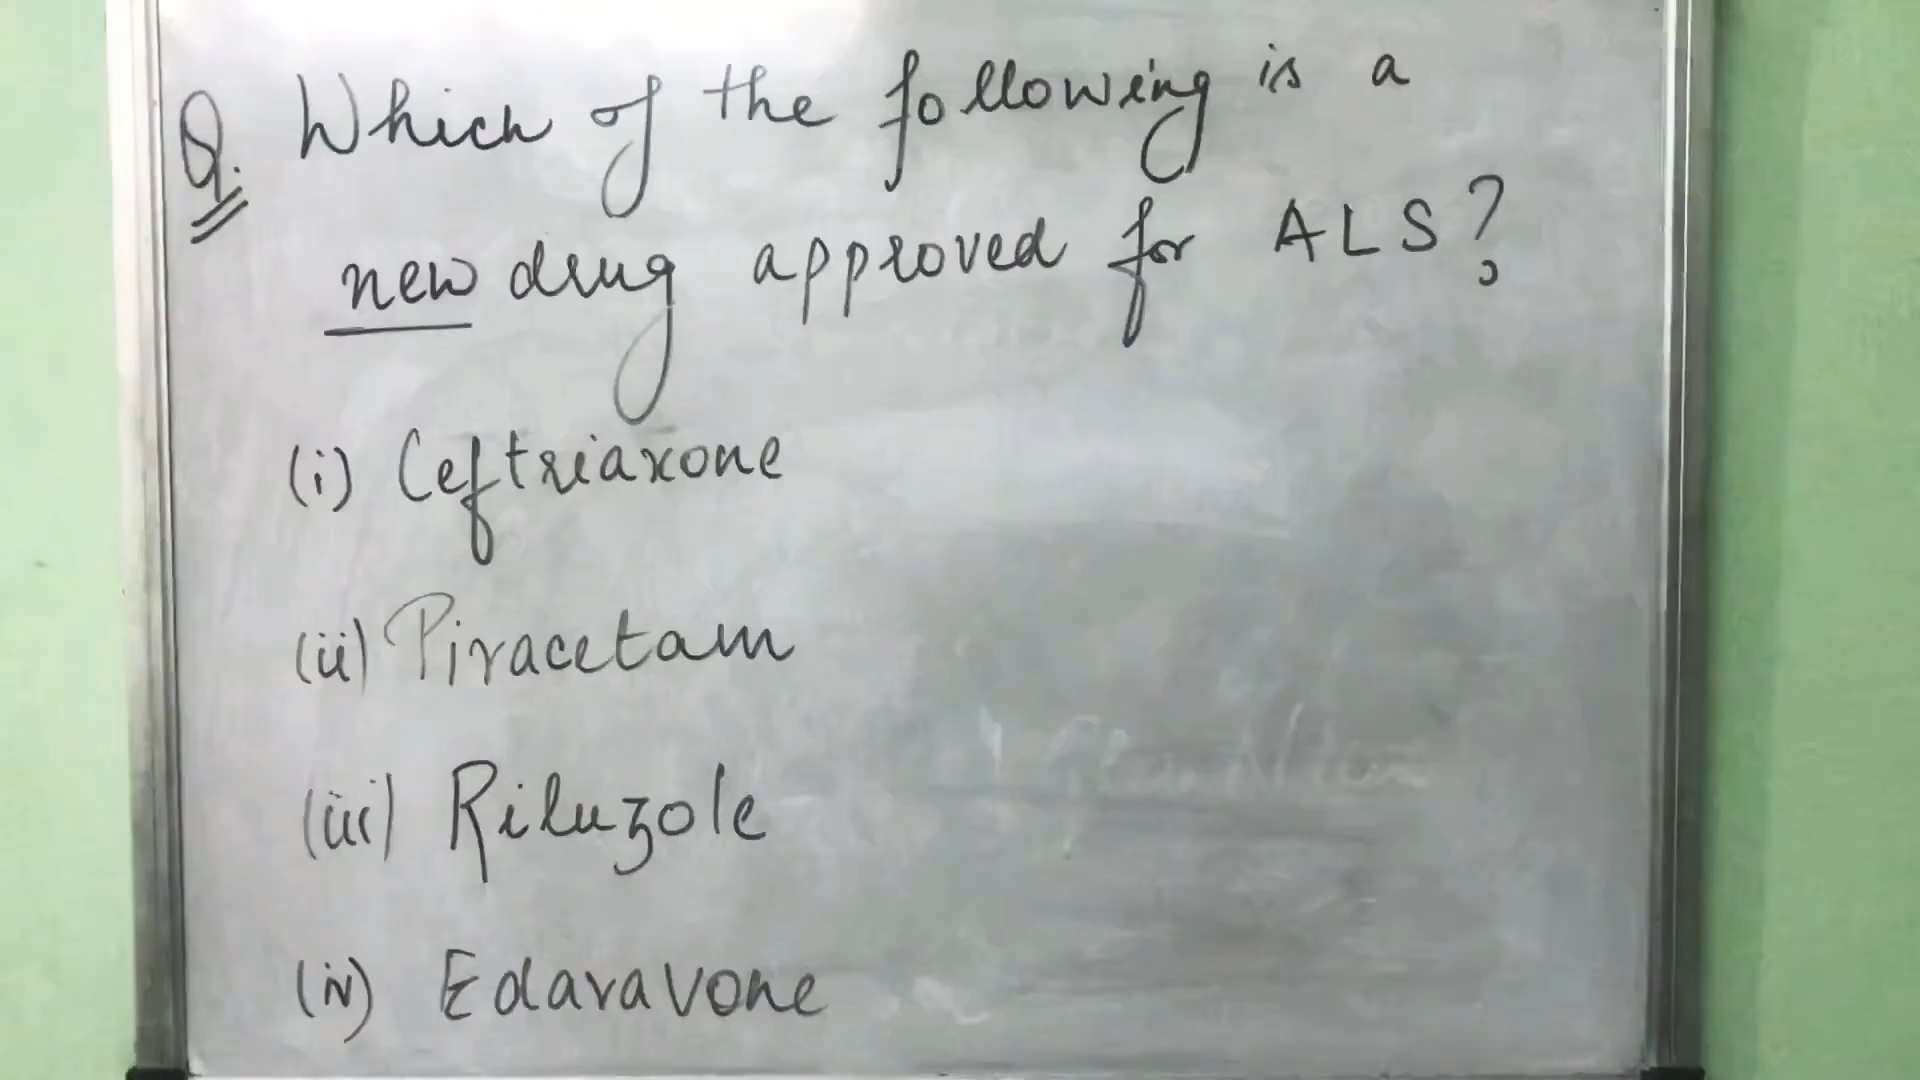 Q. Which of the following is a
new drug approved for ALS?
(i) Ceftriaxone
(ii) Piracetam
(iii) Riluzole
(iv) Edaravone